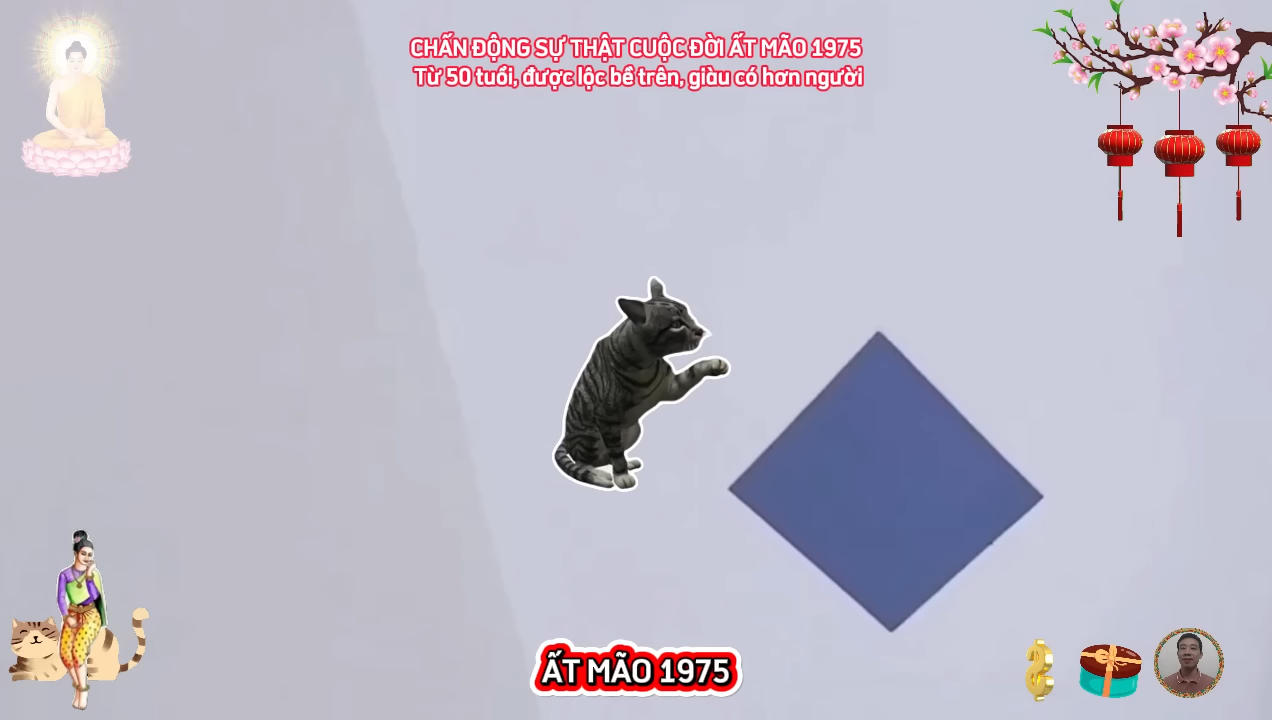 CHẤN ĐỘNG SỰ THẬT CUỘC ĐỜI ẤT MÃO 1975
Từ 50 tuổi, được lộc bề trên, giàu có hơn người
ẤT MÃO 1975